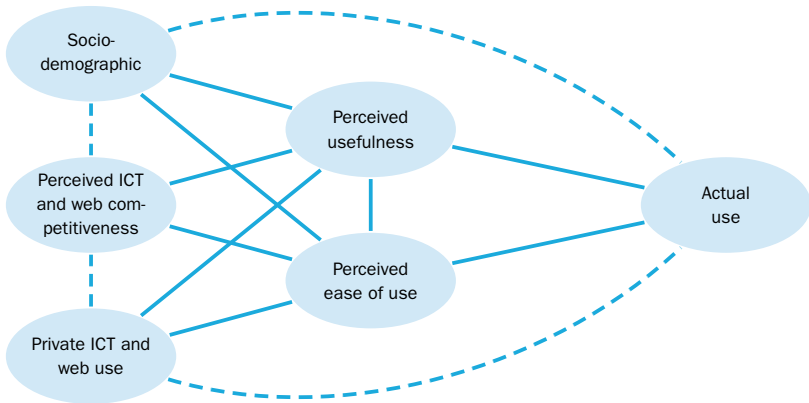 Socio-
demographic
Perceived
usefulness
Perceived ICT
and web com-
petitiveness
Actual
use
Perceived
ease of use
Private ICT and
web use